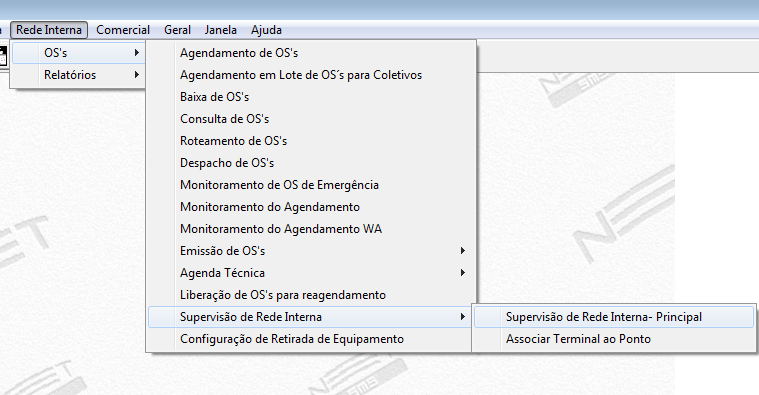 Rede Interna Comercial Geral Janela Ajuda
OS's
Relatórios
Agendamento de OS's
Agendamento em Lote de OS´s para Coletivos
Baixa de OS's
Consulta de OS's
Roteamento de OS's
Despacho de OS's
Monitoramento de OS de Emergência
Monitoramento do Agendamento
Monitoramento do Agendamento WA
Emissão de OS's
Agenda Técnica
Liberação de OS's para reagendamento
Supervisão de Rede Interna
Configuração de Retirada de Equipamento
Supervisão de Rede Interna- Principal
Associar Terminal ao Ponto
NET
SMS